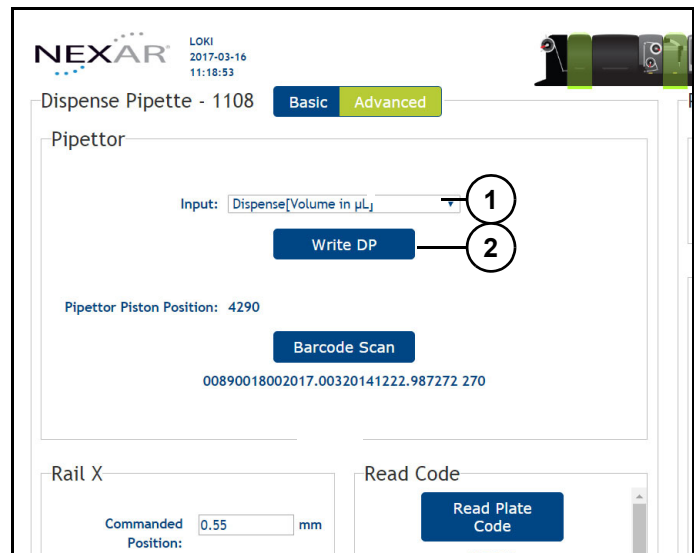 NEXAR
LOKI
2017-03-16
11:18:53
Dispense Pipette - 1108 Basic Advanced
Pipettor
Input: Dispense[Volume in µL] 1
Write DP 2
Pipettor Piston Position: 4290
Barcode Scan
00890018002017.00320141222.987272 270
Rail X
Read Code
Commanded Position: 0.55 mm
Read Plate
Code